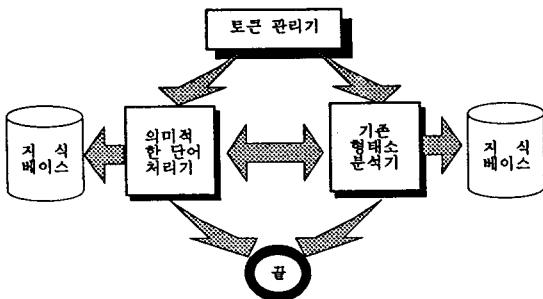 토큰 관리기
지 식
베이스
의미적
한 단어
처리기
기존
형태소
분석기
지 식
베이스
끝